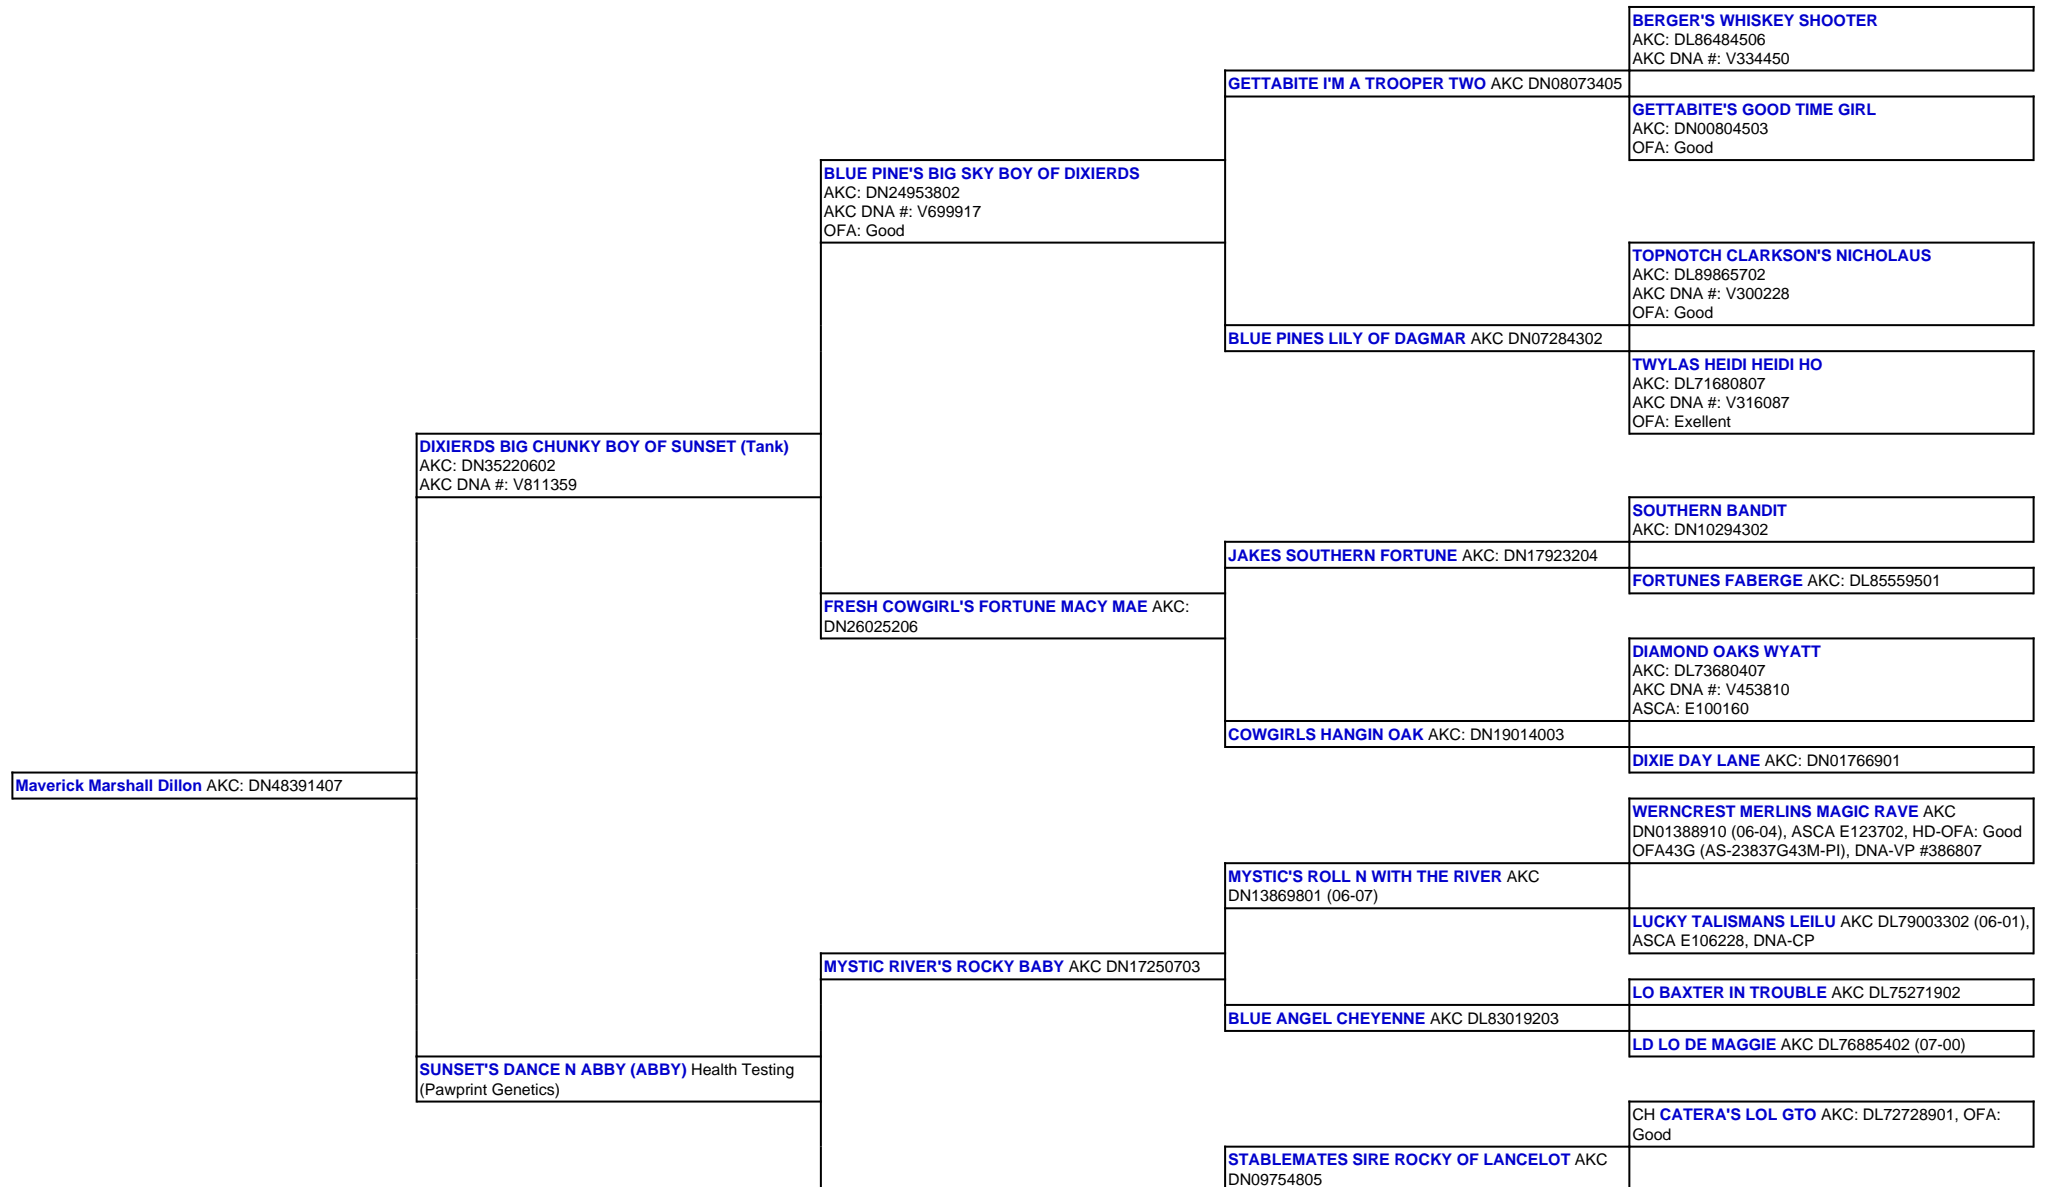 BERGER'S WHISKEY SHOOTER
AKC: DL86484506
AKC DNA #: V334450
GETTABITE I'M A TROOPER TWO AKC DN08073405
GETTABITE'S GOOD TIME GIRL
AKC: DN00804503
OFA: Good
BLUE PINE'S BIG SKY BOY OF DIXIERDS
AKC: DN24953802
AKC DNA #: V699917
OFA: Good
TOPNOTCH CLARKSON'S NICHOLAUS
AKC: DL89865702
AKC DNA #: V300228
OFA: Good
BLUE PINES LILY OF DAGMAR AKC DN07284302
TWYLAS HEIDI HEIDI HO
AKC: DL71680807
AKC DNA #: V316087
OFA: Exellent
DIXIERDS BIG CHUNKY BOY OF SUNSET (Tank)
AKC: DN35220602
AKC DNA #: V811359
SOUTHERN BANDIT
AKC: DN10294302
JAKES SOUTHERN FORTUNE AKC: DN17923204
FORTUNES FABERGE AKC: DL85559501
FRESH COWGIRL'S FORTUNE MACY MAE AKC:
DN26025206
DIAMOND OAKS WYATT
AKC: DL73680407
AKC DNA #: V453810
ASCA: E100160
COWGIRLS HANGIN OAK AKC: DN19014003
DIXIE DAY LANE AKC: DN01766901
Maverick Marshall Dillon AKC: DN48391407
WERNCREST MERLINS MAGIC RAVE AKC
DN01388910 (06-04), ASCA E123702, HD-OFA: Good
OFA43G (AS-23837G43M-PI), DNA-VP #386807
MYSTIC'S ROLL N WITH THE RIVER AKC
DN13869801 (06-07)
LUCKY TALISMANS LEILU AKC DL79003302 (06-01),
ASCA E106228, DNA-CP
MYSTIC RIVER'S ROCKY BABY AKC DN17250703
LO BAXTER IN TROUBLE AKC DL75271902
BLUE ANGEL CHEYENNE AKC DL83019203
LD LO DE MAGGIE AKC DL76885402 (07-00)
SUNSET'S DANCE N ABBY (ABBY) Health Testing
(Pawprint Genetics)
CH CATERA'S LOL GTO AKC: DL72728901, OFA:
Good
STABLEMATES SIRE ROCKY OF LANCELOT AKC
DN09754805